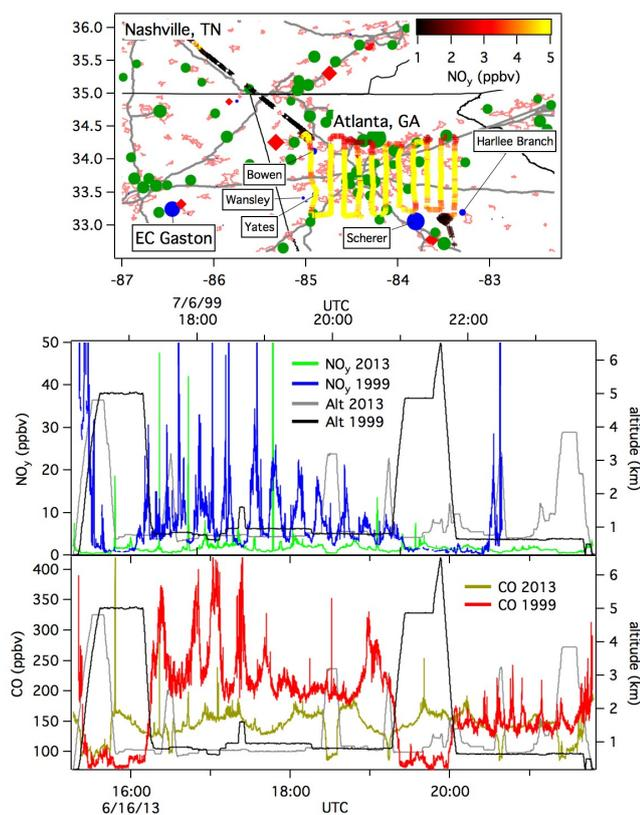 36.0
Nashville, TN
1 2 3 4 5
NOy (ppbv)
35.5
35.0
34.5
Atlanta, GA
Harllee Branch
34.0
Bowen
33.5
Wansley
Yates
Scherer
33.0
EC Gaston
-87 -86 -85 -84 -83
7/6/99 UTC
18:00 20:00 22:00
50
40
30
20
10
0
NOy (ppbv)
NOy 2013
NOy 1999
Alt 2013
Alt 1999
6
5
4
3
2
1
altitude (km)
400
350
300
250
200
150
100
CO (ppbv)
CO 2013
CO 1999
6
5
4
3
2
1
altitude (km)
16:00 18:00 20:00
6/16/13 UTC